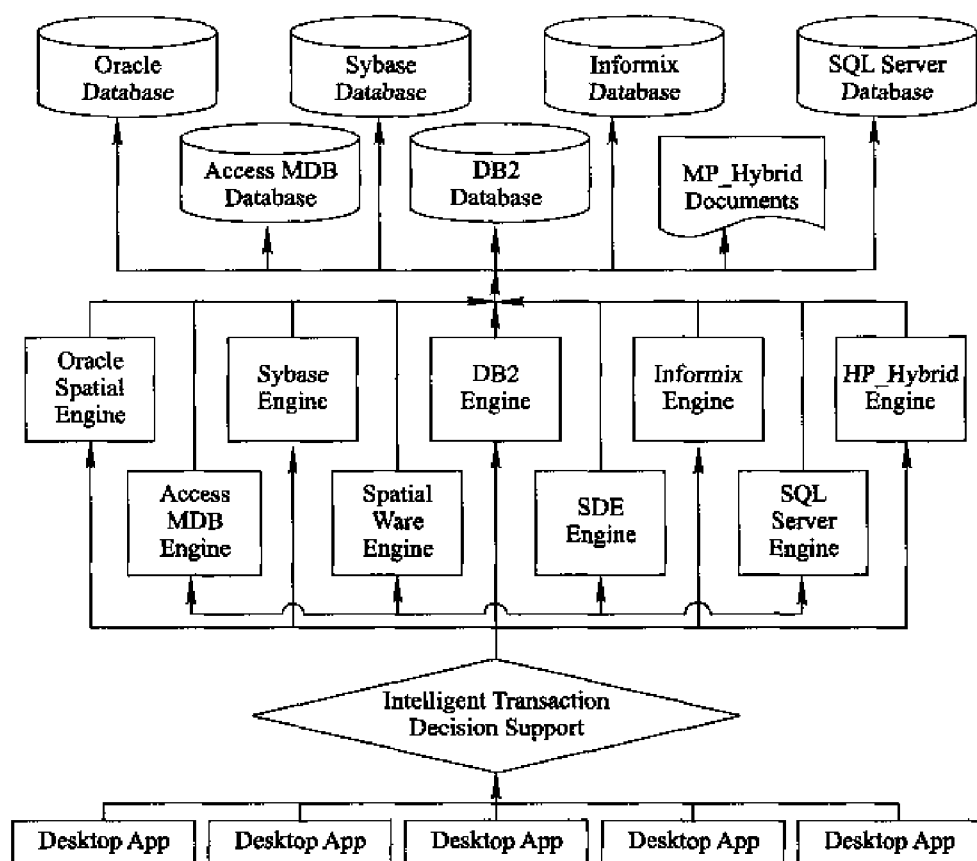 Oracle
Database
Sybase
Database
Informix
Database
SQL Server
Database
Access MDB
Database
DB2
Database
MP_Hybrid
Documents
Oracle
Spatial
Engine
Sybase
Engine
DB2
Engine
Informix
Engine
HP_Hybrid
Engine
Access
MDB
Engine
Spatial
Ware
Engine
SDE
Engine
SQL
Server
Engine
Intelligent Transaction
Decision Support
Desktop App
Desktop App
Desktop App
Desktop App
Desktop App